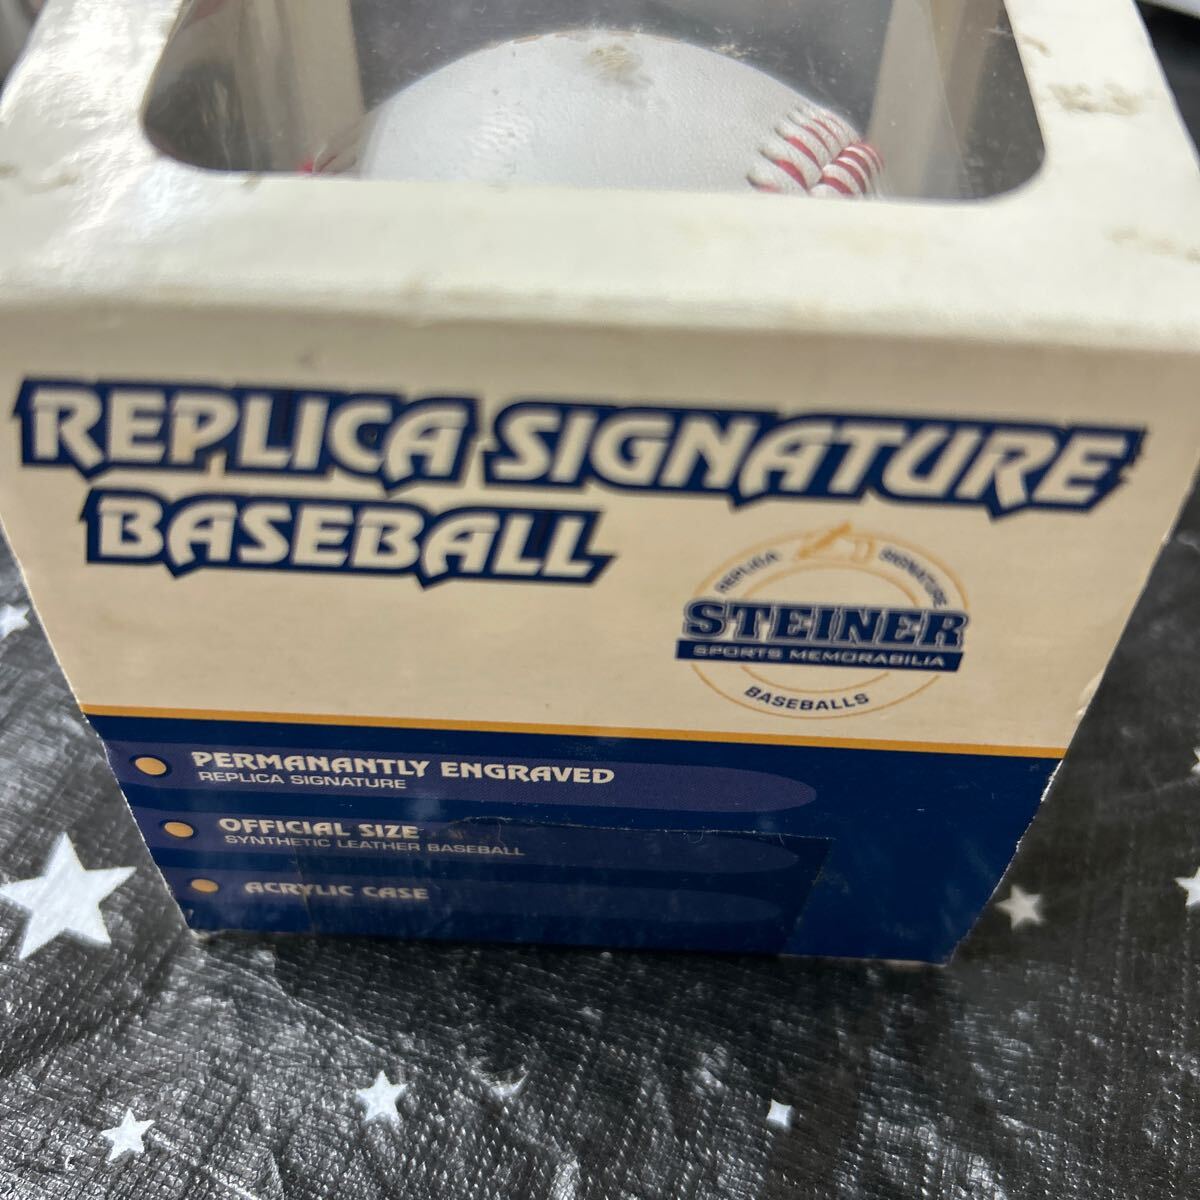 REPLICA SIGNATURE
BASEBALL
REPLICA SIGNATURE
STEINER
SPORTS MEMORABILIA
BASEBALLS
PERMANANTLY ENGRAVED
REPLICA SIGNATURE
OFFICIAL SIZE
SYNTHETIC LEATHER BASEBALL
ACRYLIC CASE